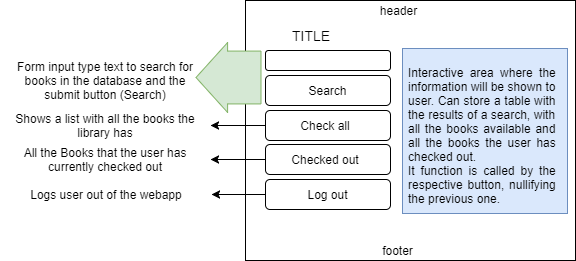 header
TITLE
Form input type text to search for
books in the database and the
submit button (Search)
Search
Shows a list with all the books the
library has
Check all
All the Books that the user has
currently checked out
Checked out
Logs user out of the webapp
Log out
Interactive area where the
information will be shown to
user. Can store a table with
the results of a search, with
all the books available and
all the books the user has
checked out.
It function is called by the
respective button, nullifying
the previous one.
footer